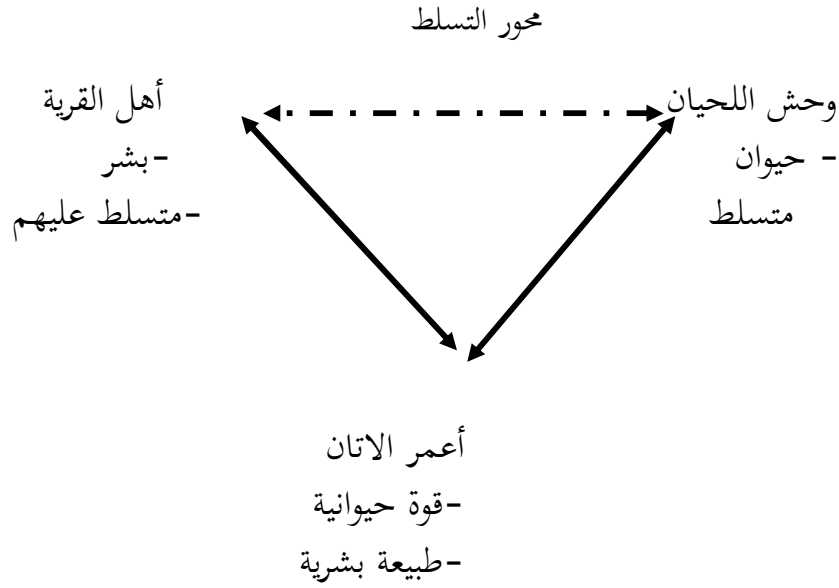 محور التسلط
وحش اللحيان
- حيوان
متسلط
أهل القرية
-بشر
-متسلط عليهم
أعمر الاتان
-قوة حيوانية
-طبيعة بشرية